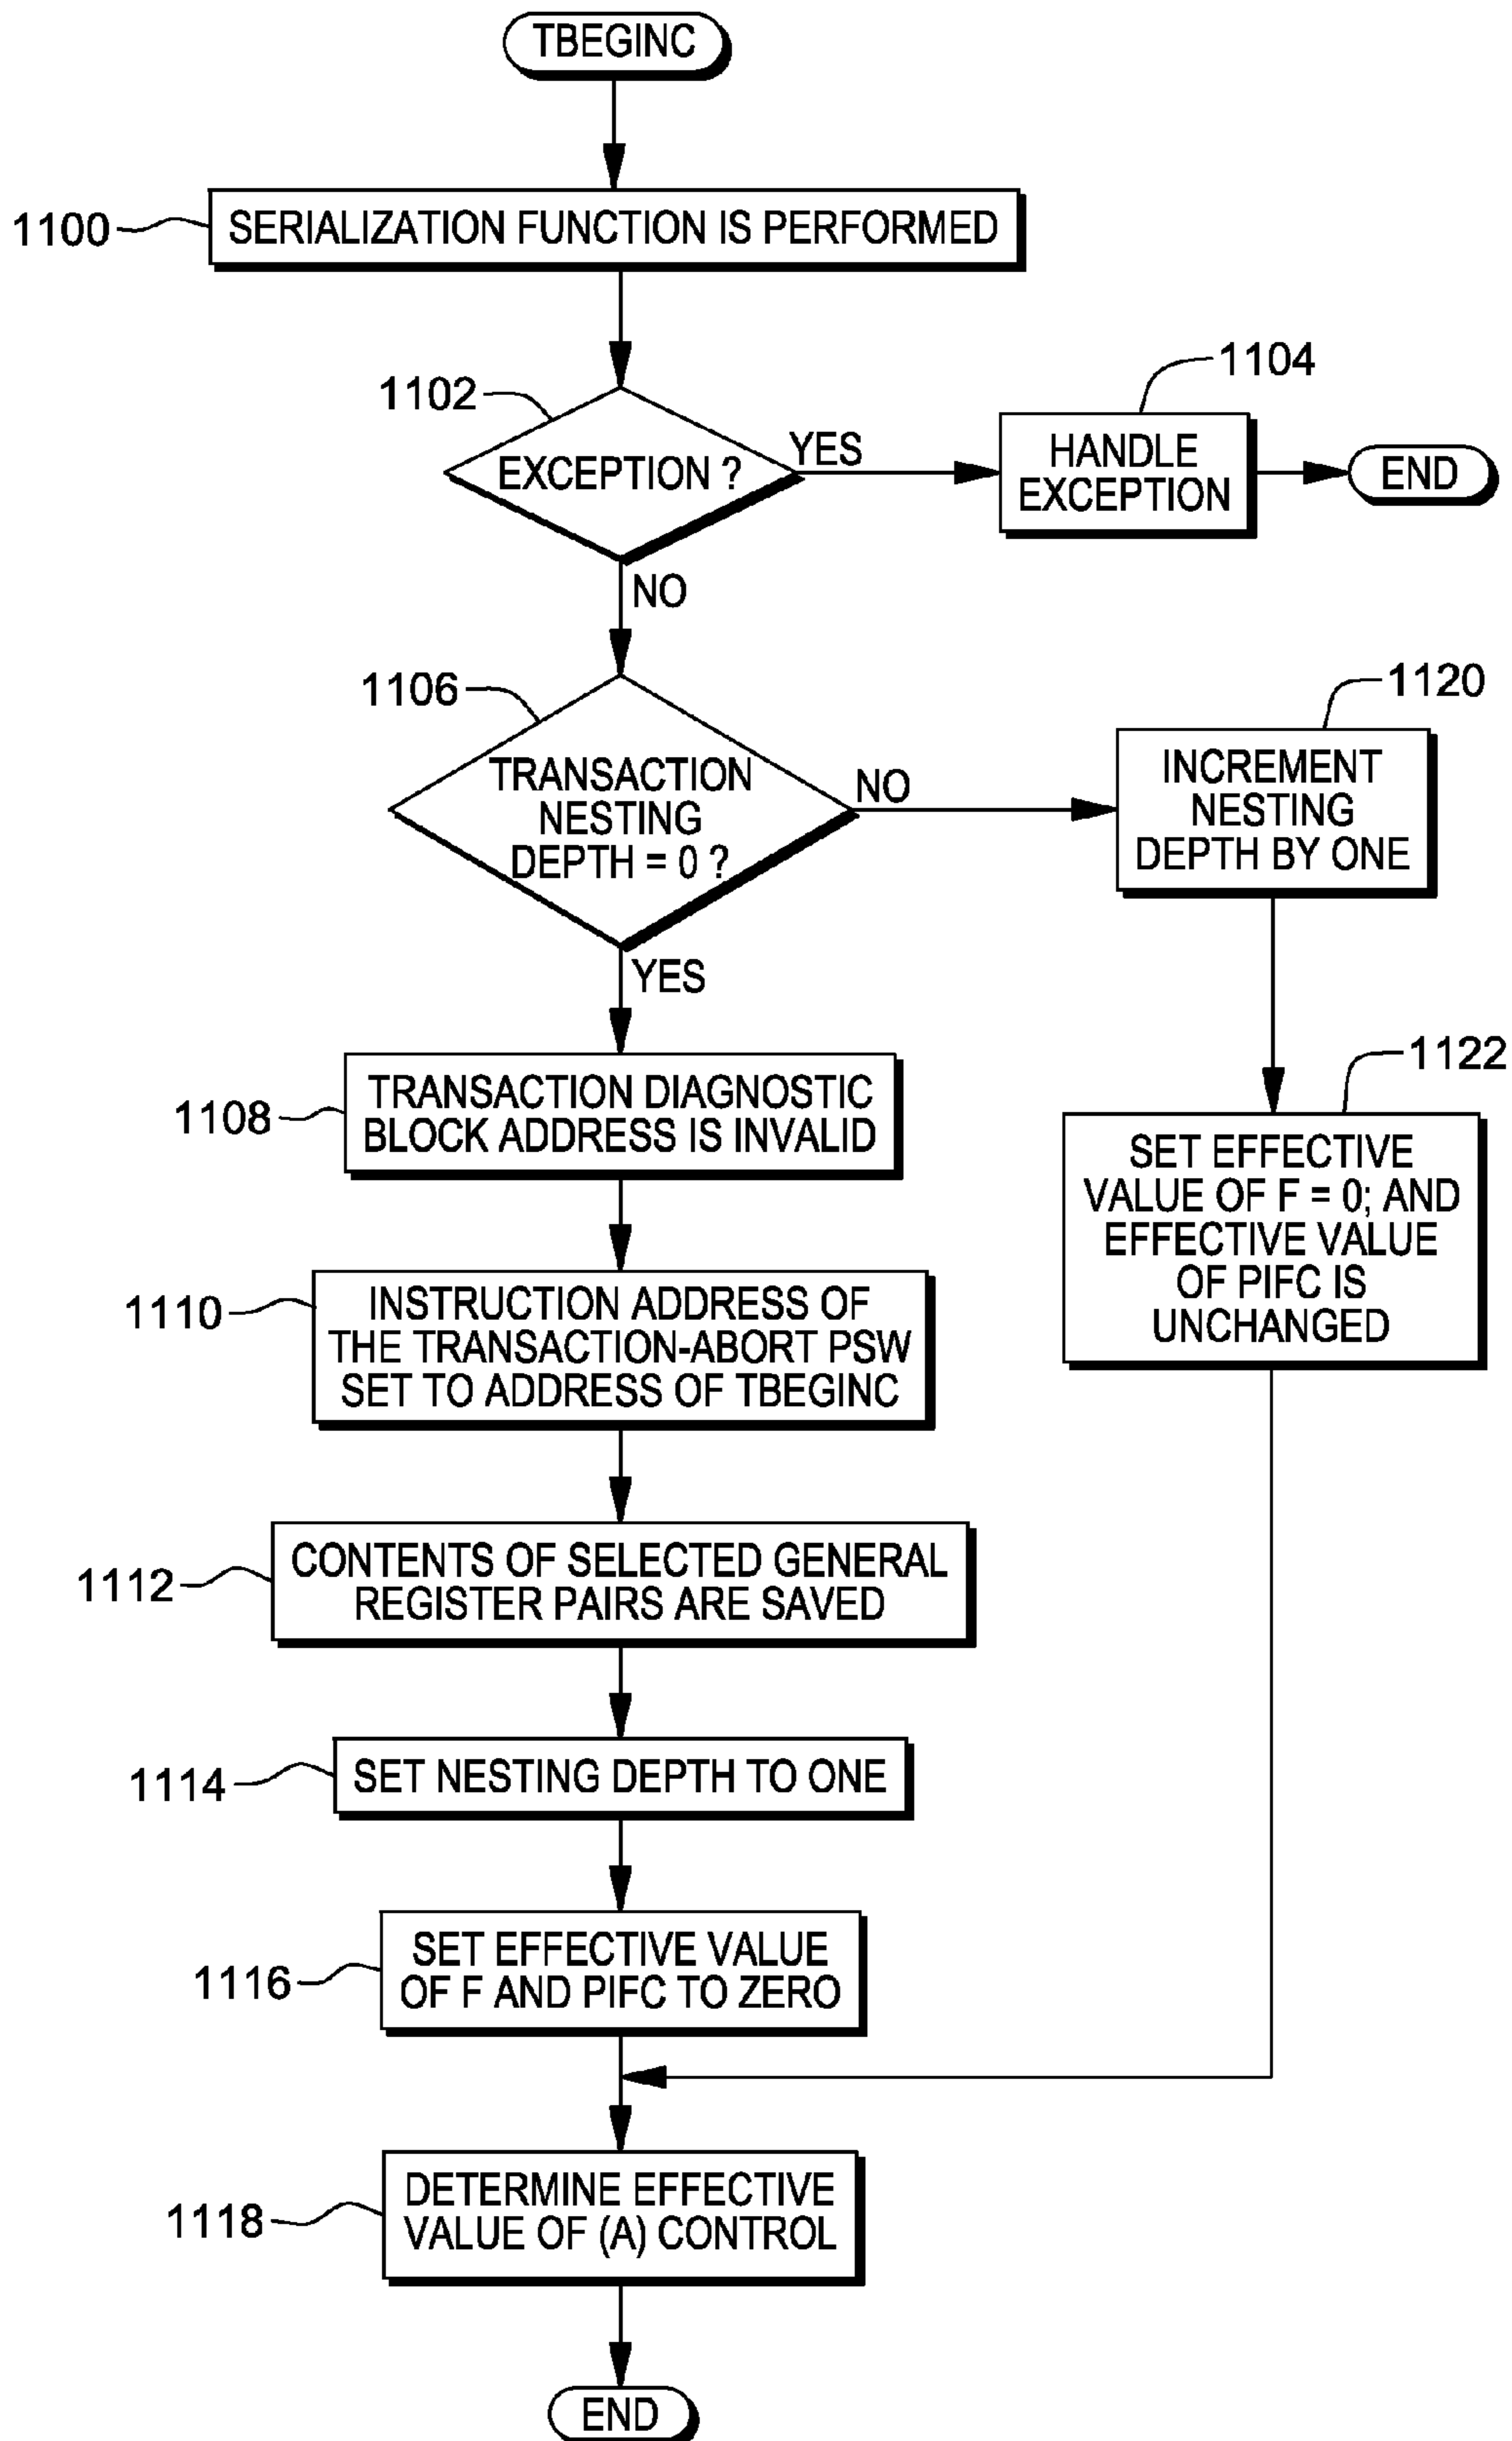 TBEGINC
1100
SERIALIZATION FUNCTION IS PERFORMED
1102
EXCEPTION ?
YES
1104
HANDLE
EXCEPTION
END
NO
1106
TRANSACTION
NESTING
DEPTH = 0 ?
NO
1120
INCREMENT
NESTING
DEPTH BY ONE
YES
1122
SET EFFECTIVE
VALUE OF F = 0; AND
EFFECTIVE VALUE
OF PIFC IS
UNCHANGED
1108
TRANSACTION DIAGNOSTIC
BLOCK ADDRESS IS INVALID
1110
INSTRUCTION ADDRESS OF
THE TRANSACTION-ABORT PSW
SET TO ADDRESS OF TBEGINC
1112
CONTENTS OF SELECTED GENERAL
REGISTER PAIRS ARE SAVED
1114
SET NESTING DEPTH TO ONE
1116
SET EFFECTIVE VALUE
OF F AND PIFC TO ZERO
1118
DETERMINE EFFECTIVE
VALUE OF (A) CONTROL
END